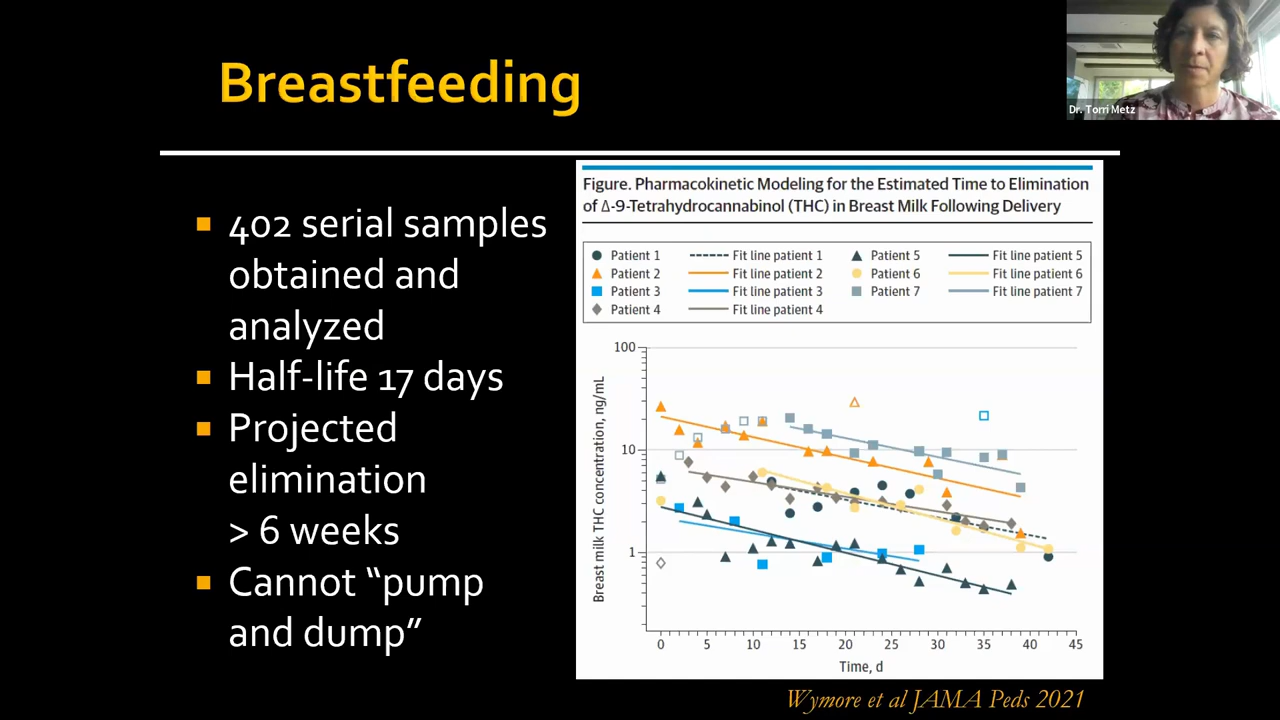 Breastfeeding
Dr. Torri Metz
402 serial samples
obtained and
analyzed
Half-life 17 days
Projected
elimination
> 6 weeks
Cannot “pump
and dump”
Figure. Pharmacokinetic Modeling for the Estimated Time to Elimination
of Δ-9-Tetrahydrocannabinol (THC) in Breast Milk Following Delivery
Patient 1 Fit line patient 1 Patient 5 Fit line patient 5
Patient 2 Fit line patient 2 Patient 6 Fit line patient 6
Patient 3 Fit line patient 3 Patient 7 Fit line patient 7
Patient 4 Fit line patient 4
Breast milk THC concentration, ng/mL
100
10
1
0 5 10 15 20 25 30 35 40 45
Time, d
Wymore et al JAMA Peds 2021